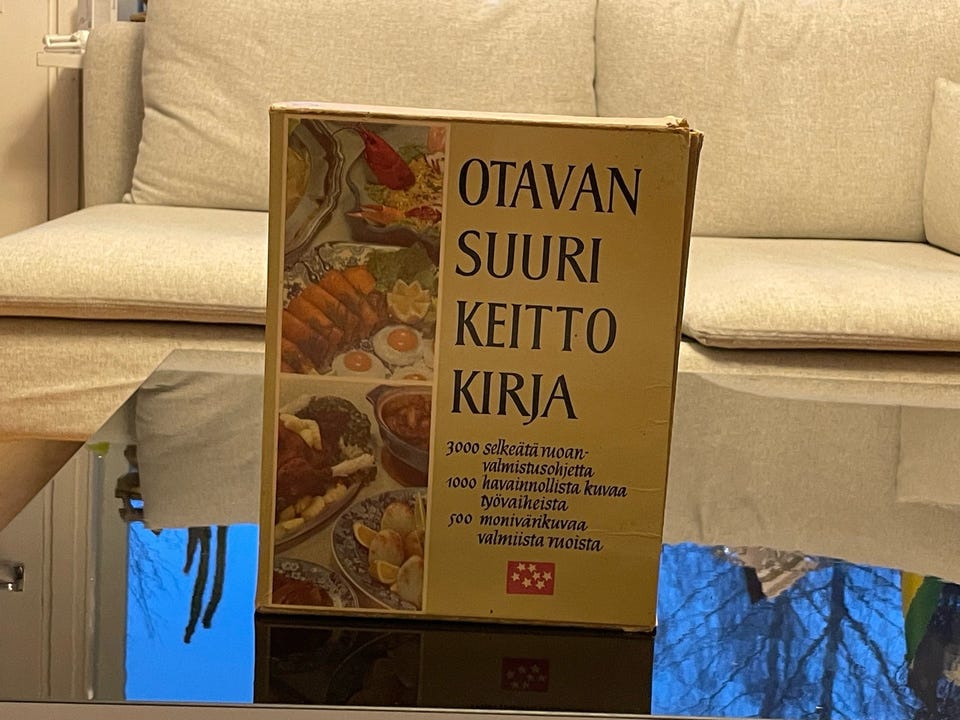 OTAVAN
SUURI
KEITTO
KIRJA
3000 selkeätä ruoan-
valmistusohjetta
1000 havainnollista kuvaa
työvaiheista
500 monivärikuvaa
valmiista ruoista